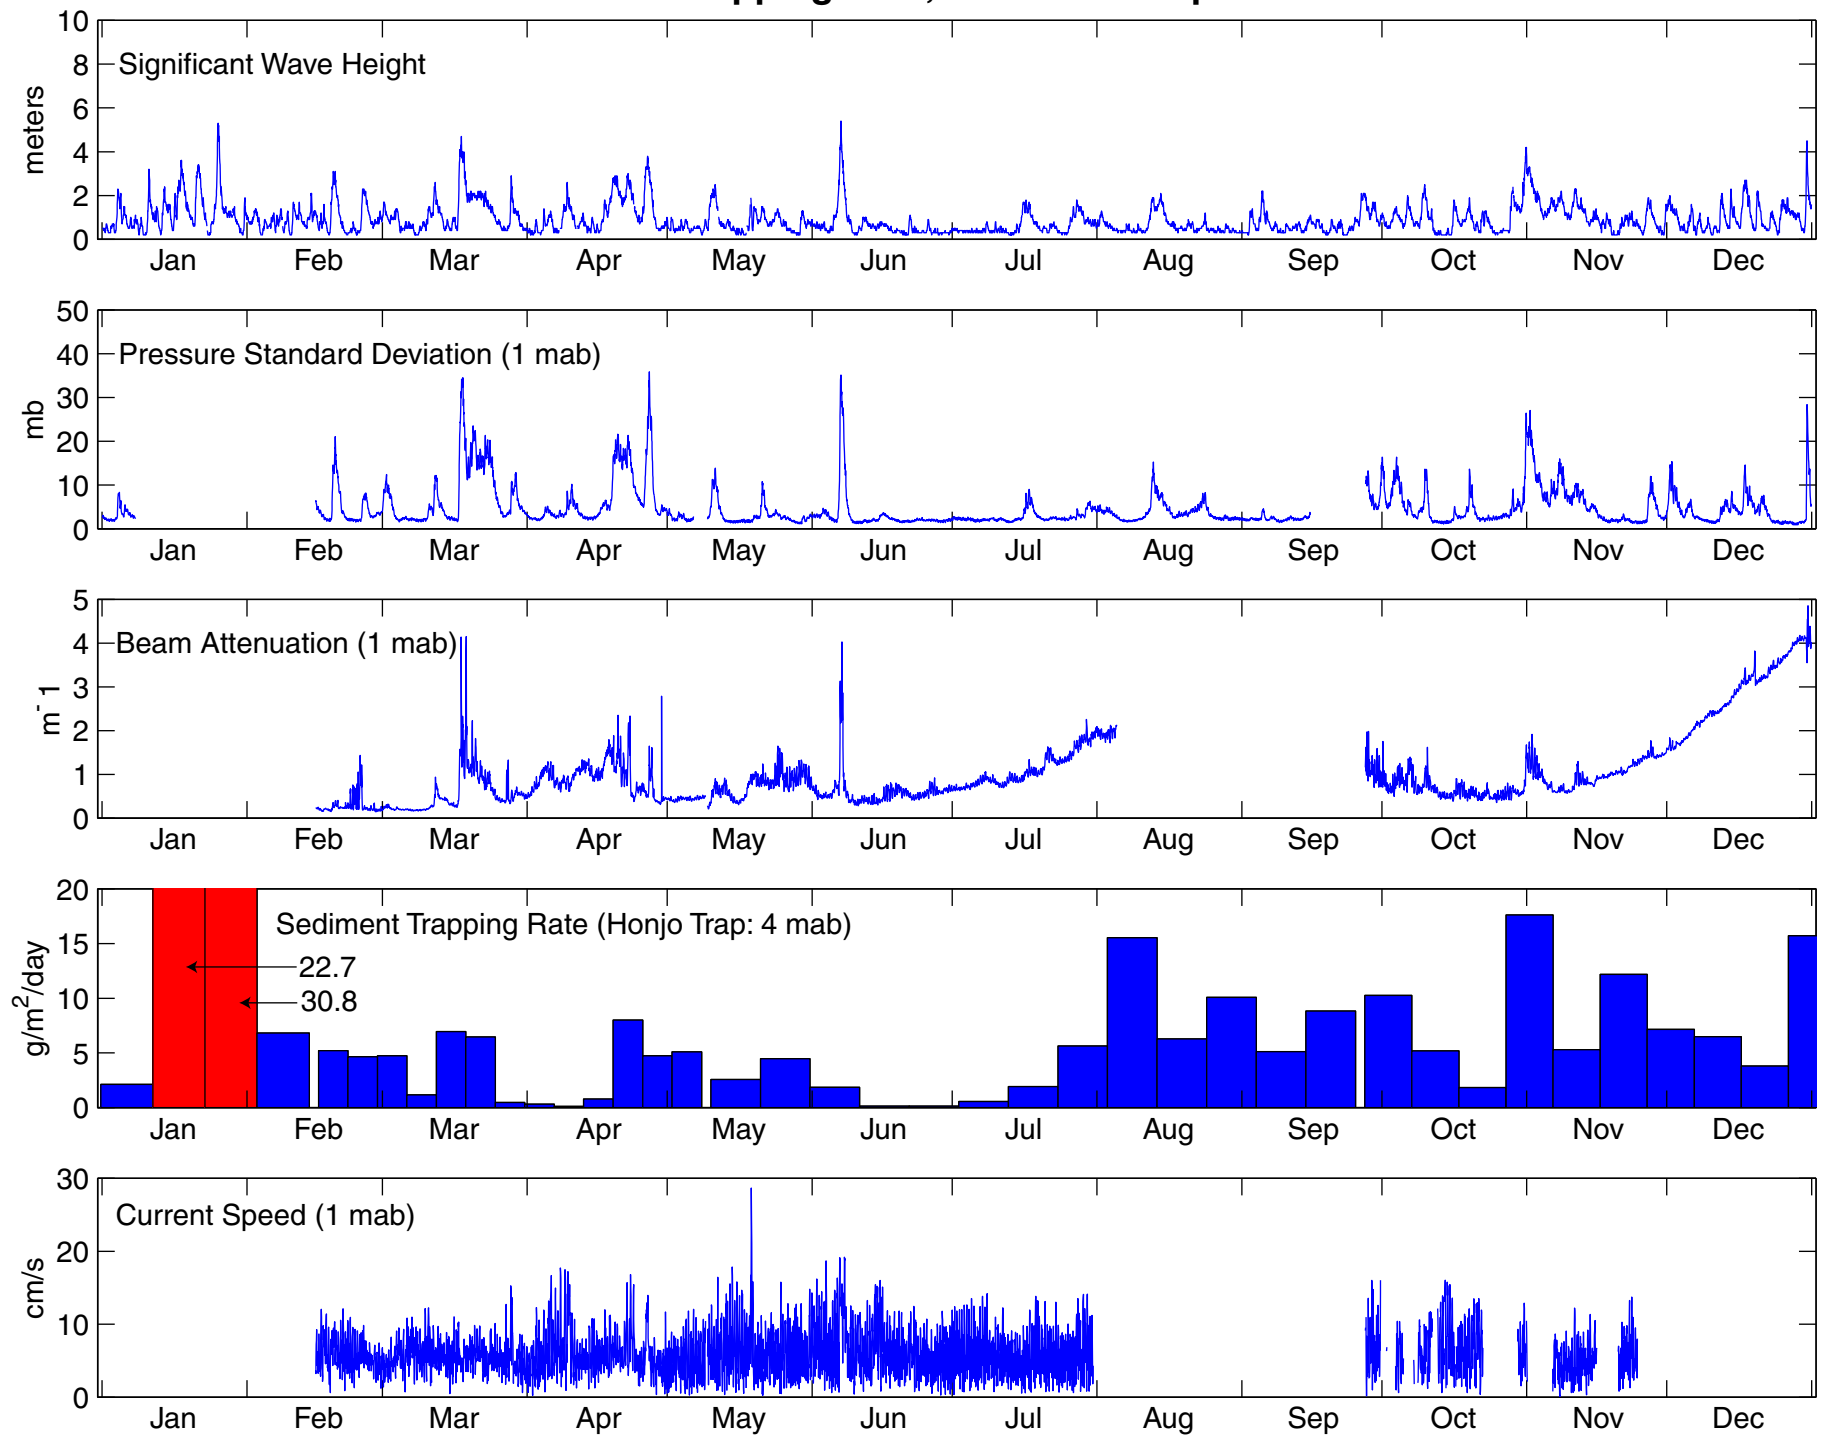 10
8
6
4
2
0
meters
Significant Wave Height
Jan Feb Mar Apr May Jun Jul Aug Sep Oct Nov Dec
50
40
30
20
10
0
mb
Pressure Standard Deviation (1 mab)
Jan Feb Mar Apr May Jun Jul Aug Sep Oct Nov Dec
5
4
3
2
1
0
m⁻ 1
Beam Attenuation (1 mab)
Jan Feb Mar Apr May Jun Jul Aug Sep Oct Nov Dec
20
15
10
5
0
g/m²/day
Sediment Trapping Rate (Honjo Trap: 4 mab)
22.7
30.8
Jan Feb Mar Apr May Jun Jul Aug Sep Oct Nov Dec
30
20
10
0
cm/s
Current Speed (1 mab)
Jan Feb Mar Apr May Jun Jul Aug Sep Oct Nov Dec